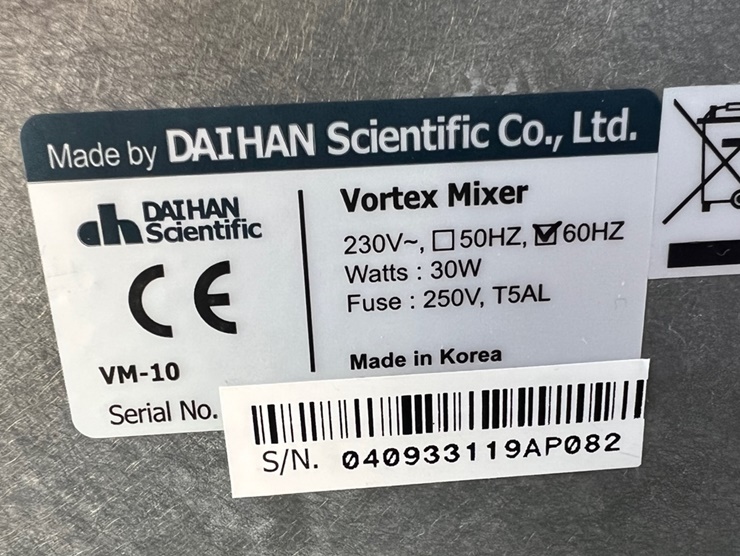 Made by DAIHAN Scientific Co., Ltd.
dh DAIHAN
Scientific
CE
VM-10
Serial No.
Vortex Mixer
230V~, ☐50HZ, ☑60HZ
Watts : 30W
Fuse : 250V, T5AL
Made in Korea
S/N. 040933119AP082